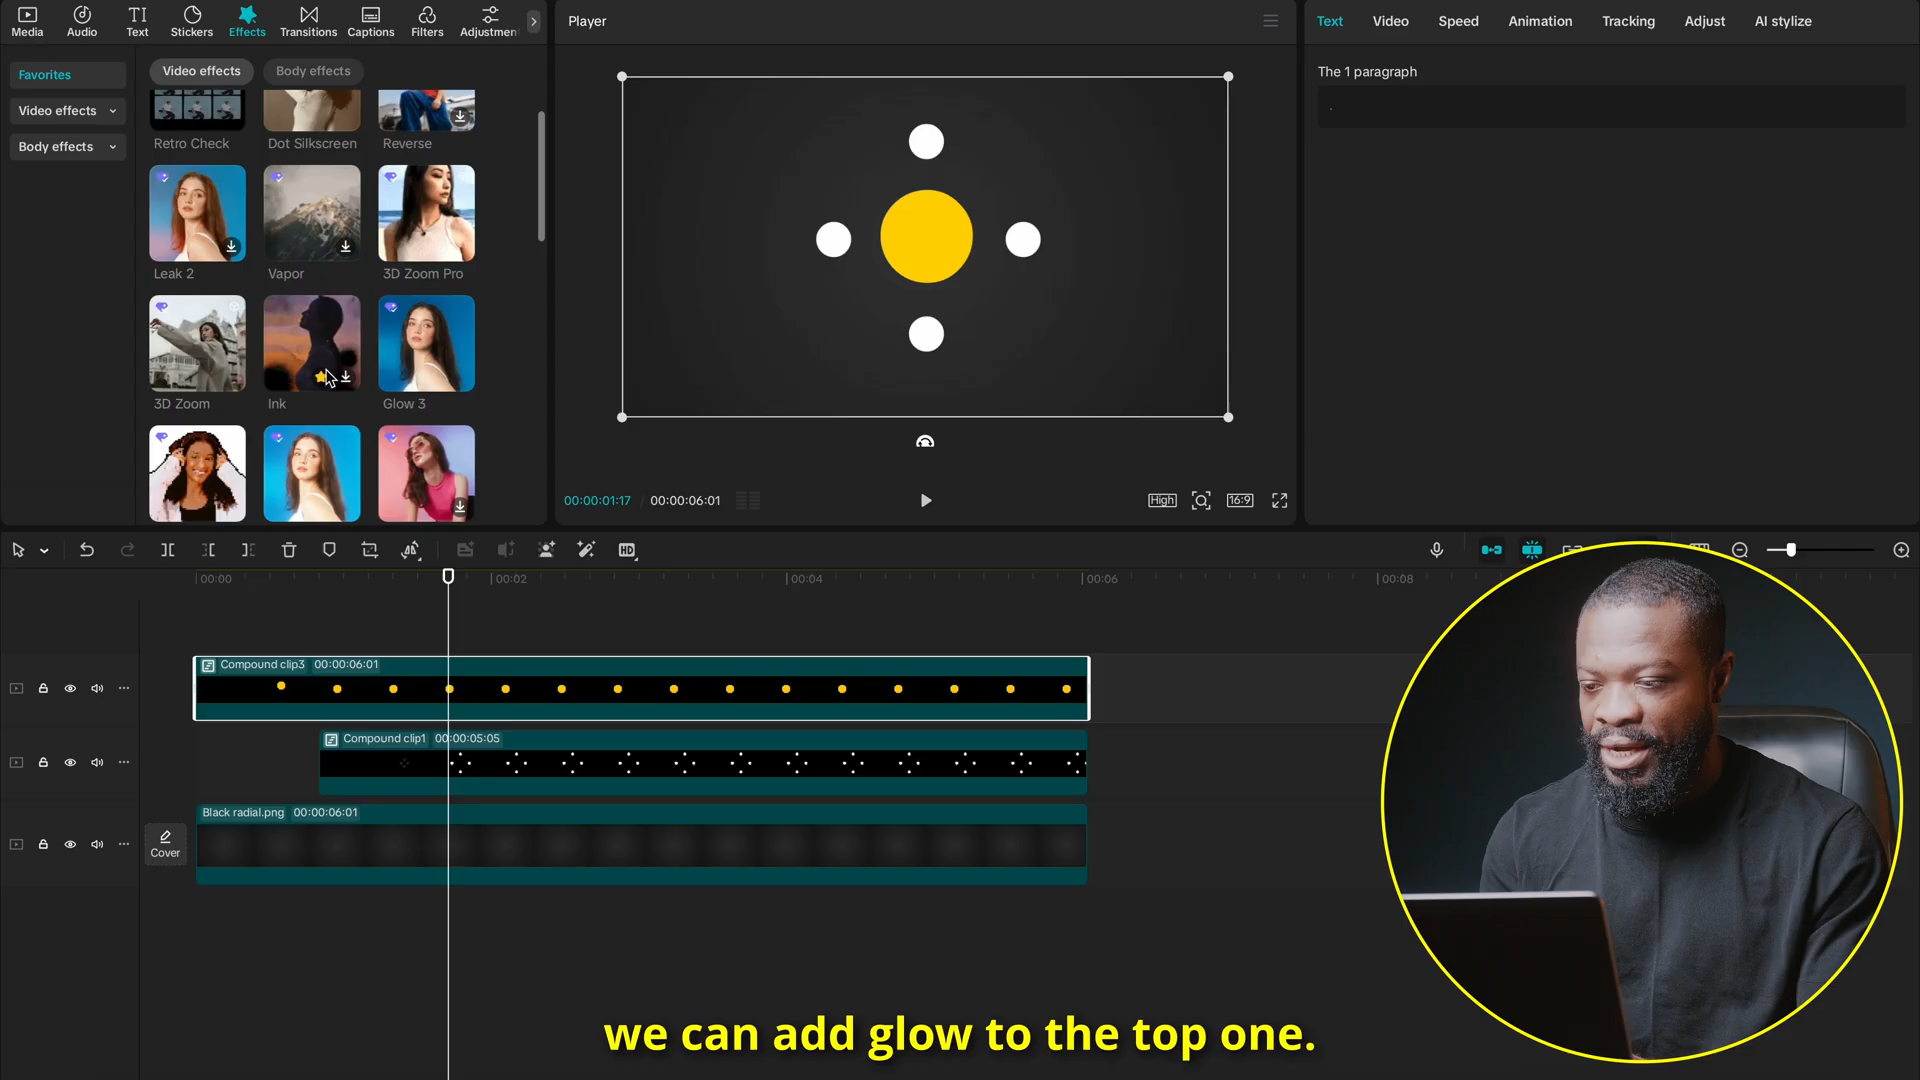 Media
Audio
Text
Stickers
Effects
Transitions
Captions
Filters
Adjustmen
Player
Text
Video
Speed
Animation
Tracking
Adjust
AI stylize
Favorites
Video effects
Body effects
Video effects
Body effects
The 1 paragraph
.
Retro Check
Dot Silkscreen
Reverse
Leak 2
Vapor
3D Zoom Pro
3D Zoom
Ink
Glow 3
00:00:01:17 / 00:00:06:01
High
16:9
HD
00:00
00:02
00:04
00:06
00:08
Compound clip3 00:00:06:01
Compound clip1 00:00:05:05
Black radial.png 00:00:06:01
Cover
we can add glow to the top one.